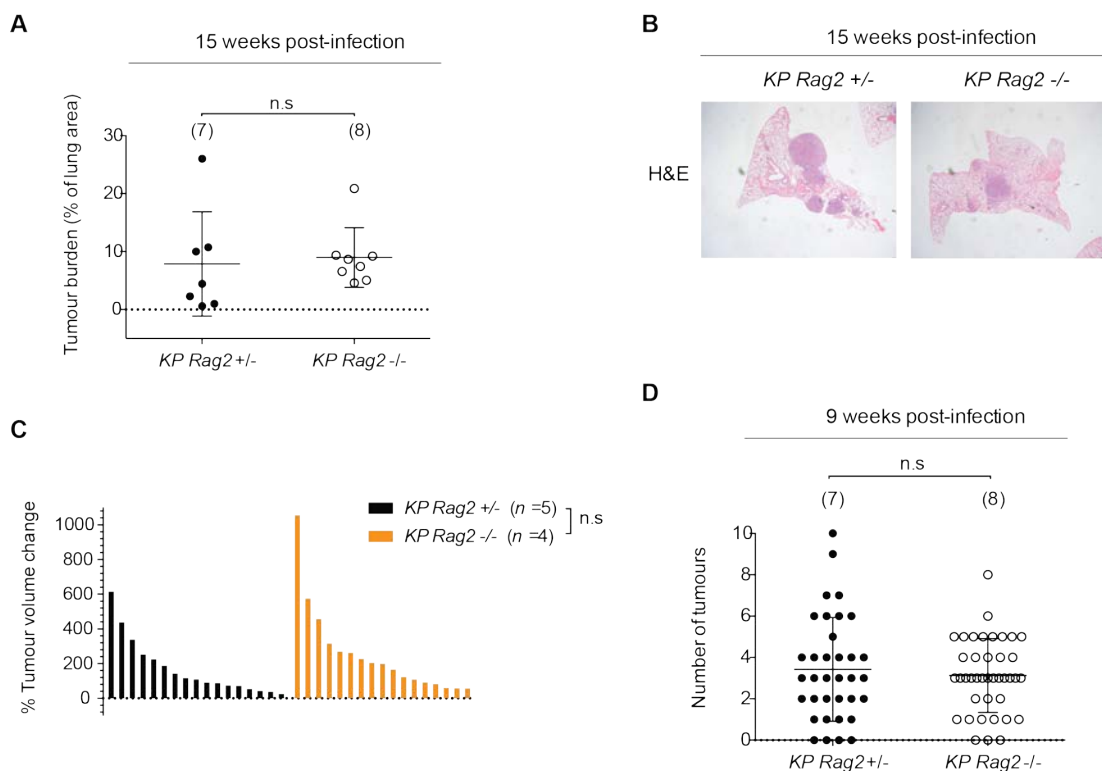 A
15 weeks post-infection
n.s
(7) (8)
30
20
10
0
Tumour burden (% of lung area)
KP Rag2 +/- KP Rag2 -/-
B
15 weeks post-infection
KP Rag2 +/- KP Rag2 -/-
H&E
C
KP Rag2 +/- (n =5)
KP Rag2 -/- (n =4)
n.s
1000
800
600
400
200
0
% Tumour volume change
D
9 weeks post-infection
n.s
(7) (8)
10
8
6
4
2
0
Number of tumours
KP Rag2 +/- KP Rag2 -/-